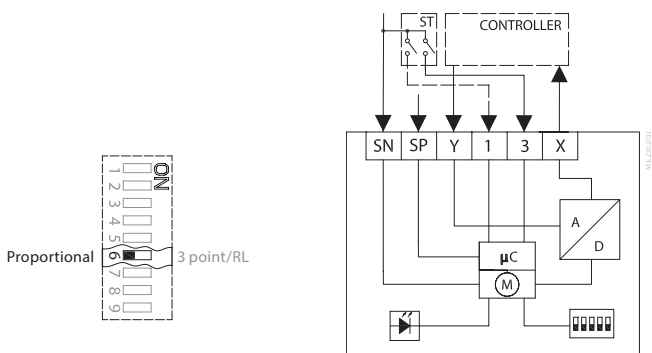 ST
CONTROLLER
SN SP Y 1 3 X
A
D
µC
M
ON
1
2
3
4
5
6
7
8
9
Proportional
3 point/RL